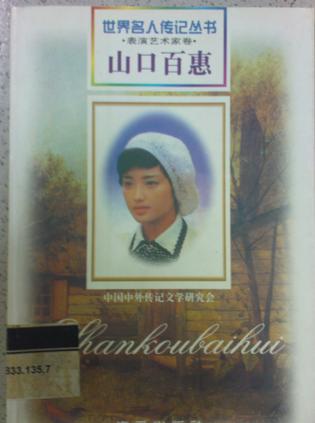 世界名人传记丛书
·表演艺术家卷·
山口百惠
中国中外传记文学研究会
Shankoubaihui
833.135.7